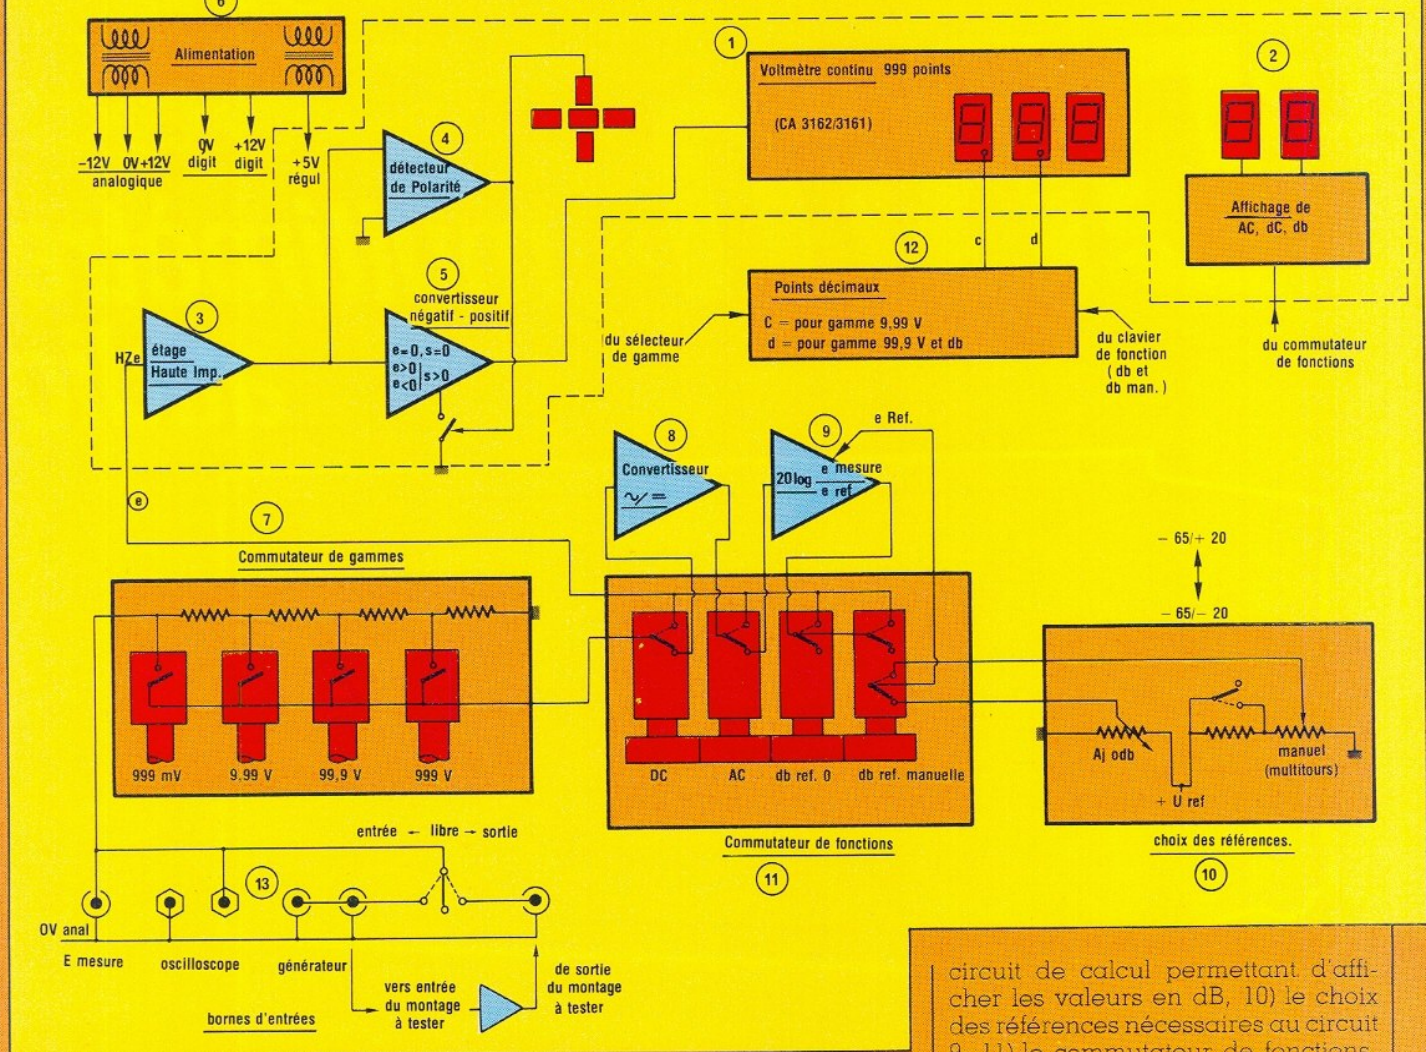 6
Alimentation
-12V 0V +12V
analogique
0V
digit
+12V
digit
+5V
régul
4
détecteur
de Polarité
1
Voltmètre continu 999 points
(CA 3162/3161)
2
Affichage de
AC, dC, db
c
d
12
Points décimaux
C = pour gamme 9,99 V
d = pour gamme 99,9 V et db
du sélecteur
de gamme
du clavier
de fonction
( db et
db man. )
du commutateur
de fonctions
3
HZe
étage
Haute Imp.
5
convertisseur
négatif - positif
e=0, s=0
e>0
e<0
s>0
e
8
Convertisseur
~/=
9
e Ref.
20log
e mesure
e ref
7
Commutateur de gammes
999 mV
9,99 V
99,9 V
999 V
DC
AC
db ref. 0
db ref. manuelle
Commutateur de fonctions
11
- 65/+ 20
- 65/- 20
Aj odb
+ U ref
manuel
(multitours)
choix des références.
10
entrée ← libre → sortie
13
0V anal
E mesure
oscilloscope
générateur
bornes d'entrées
vers entrée
du montage
à tester
de sortie
du montage
à tester
circuit de calcul permettant d'affi-
cher les valeurs en dB, 10) le choix
des références nécessaires au circuit
9, 11) le commutateur de fonctions,